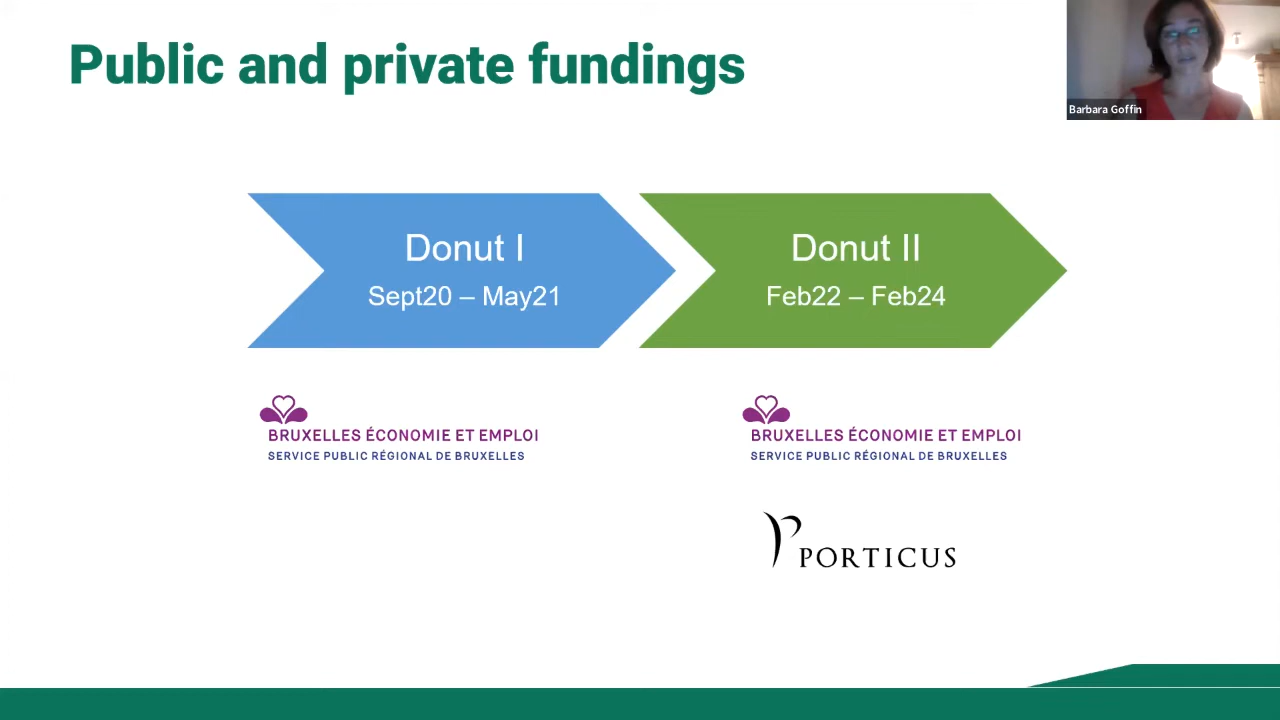 Public and private fundings
Barbara Goffin
Donut I
Sept20 – May21
Donut II
Feb22 – Feb24
BRUXELLES ÉCONOMIE ET EMPLOI
SERVICE PUBLIC RÉGIONAL DE BRUXELLES
BRUXELLES ÉCONOMIE ET EMPLOI
SERVICE PUBLIC RÉGIONAL DE BRUXELLES
PORTICUS